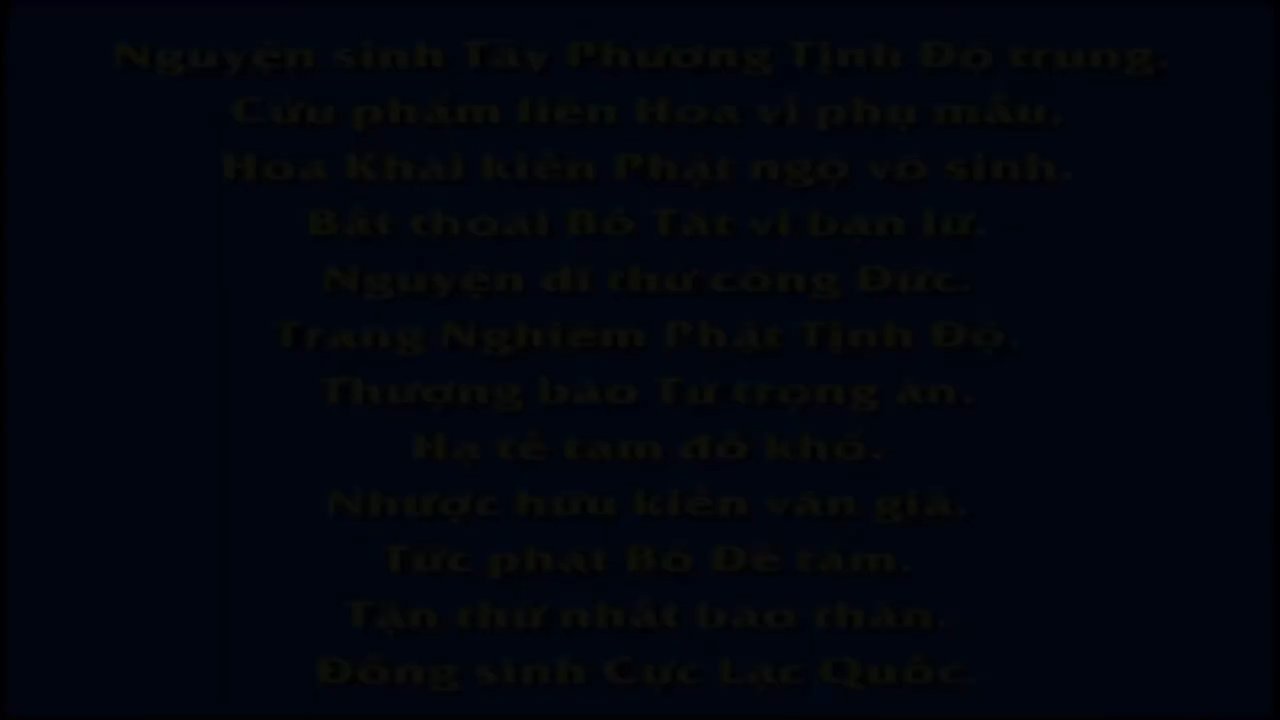 Nguyện sinh Tây Phương Tịnh Độ trung.
Cửu phẩm liên Hoa vi phụ mẫu.
Hoa Khai kiến Phật ngộ vô sinh.
Bất thoái Bồ Tát vi bạn lữ.
Nguyện dĩ thử công Đức.
Trang Nghiêm Phật Tịnh Độ.
Thượng báo Tứ trọng ân.
Hạ tế tam đồ khổ.
Nhược hữu kiến văn giả.
Tức phát Bồ Đề tâm.
Tận thử nhất báo thân.
Đồng sinh Cực Lạc Quốc.